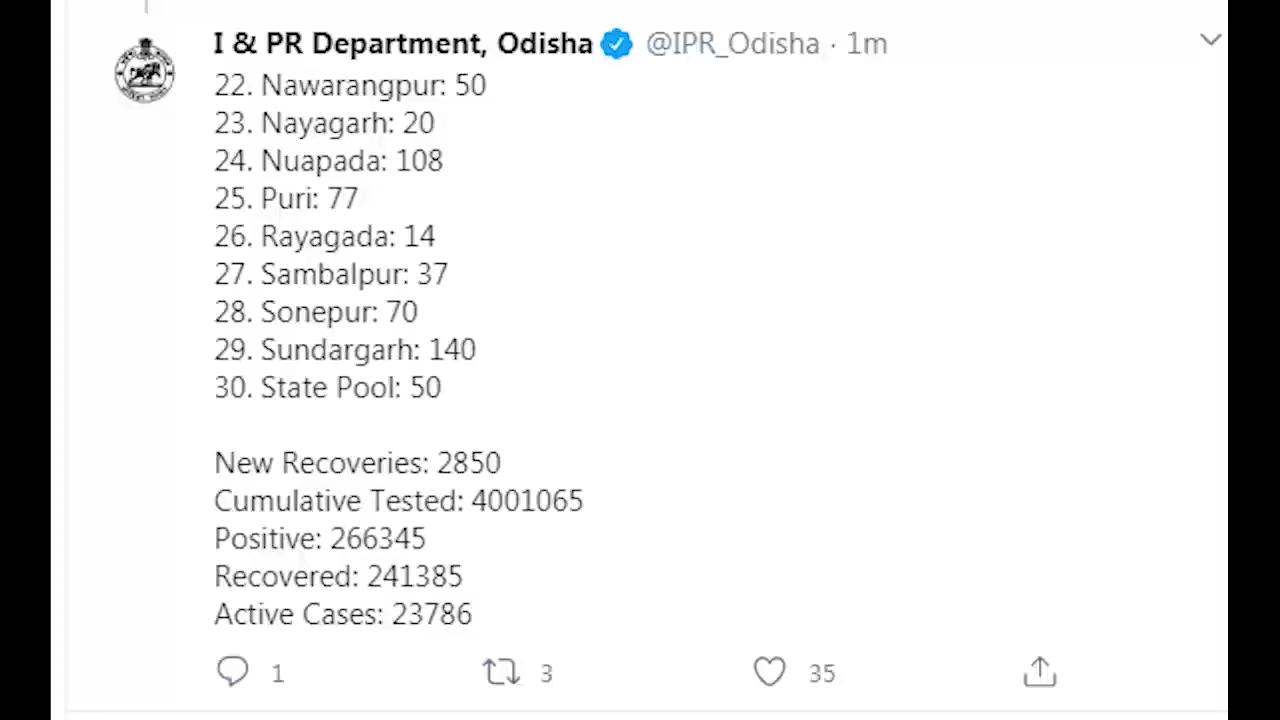 I & PR Department, Odisha @IPR_Odisha · 1m
22. Nawarangpur: 50
23. Nayagarh: 20
24. Nuapada: 108
25. Puri: 77
26. Rayagada: 14
27. Sambalpur: 37
28. Sonepur: 70
29. Sundargarh: 140
30. State Pool: 50
New Recoveries: 2850
Cumulative Tested: 4001065
Positive: 266345
Recovered: 241385
Active Cases: 23786
1 3 35